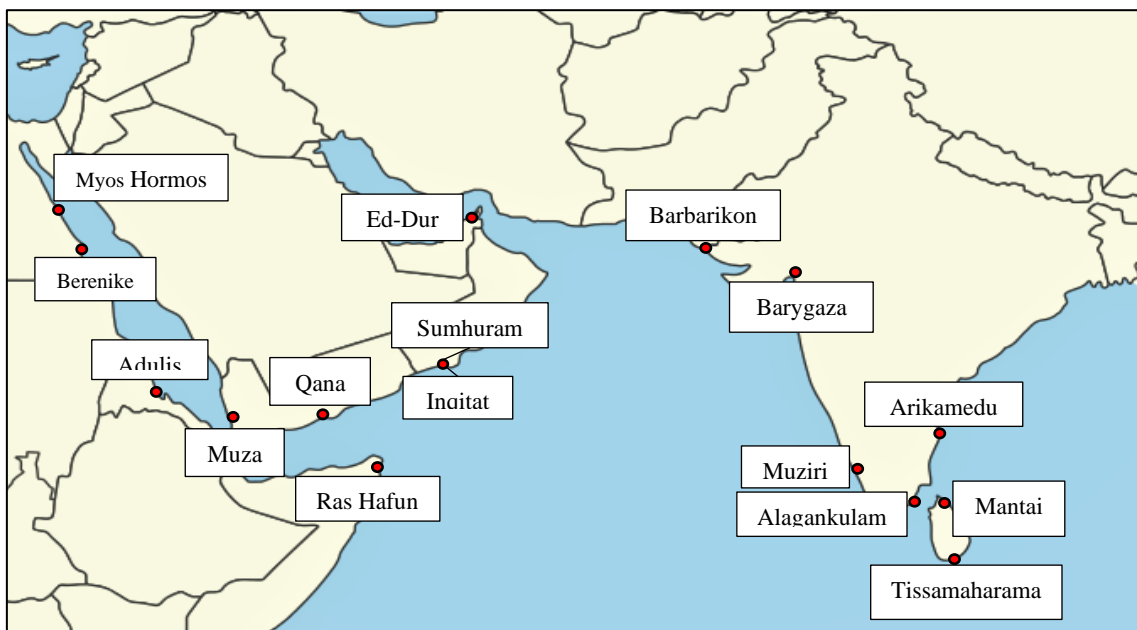 Myos Hormos
Ed-Dur
Barbarikon
Berenike
Barygaza
Sumhuram
Adulis
Qana
Inqitat
Arikamedu
Muza
Muziri
Ras Hafun
Mantai
Alagankulam
Tissamaharama